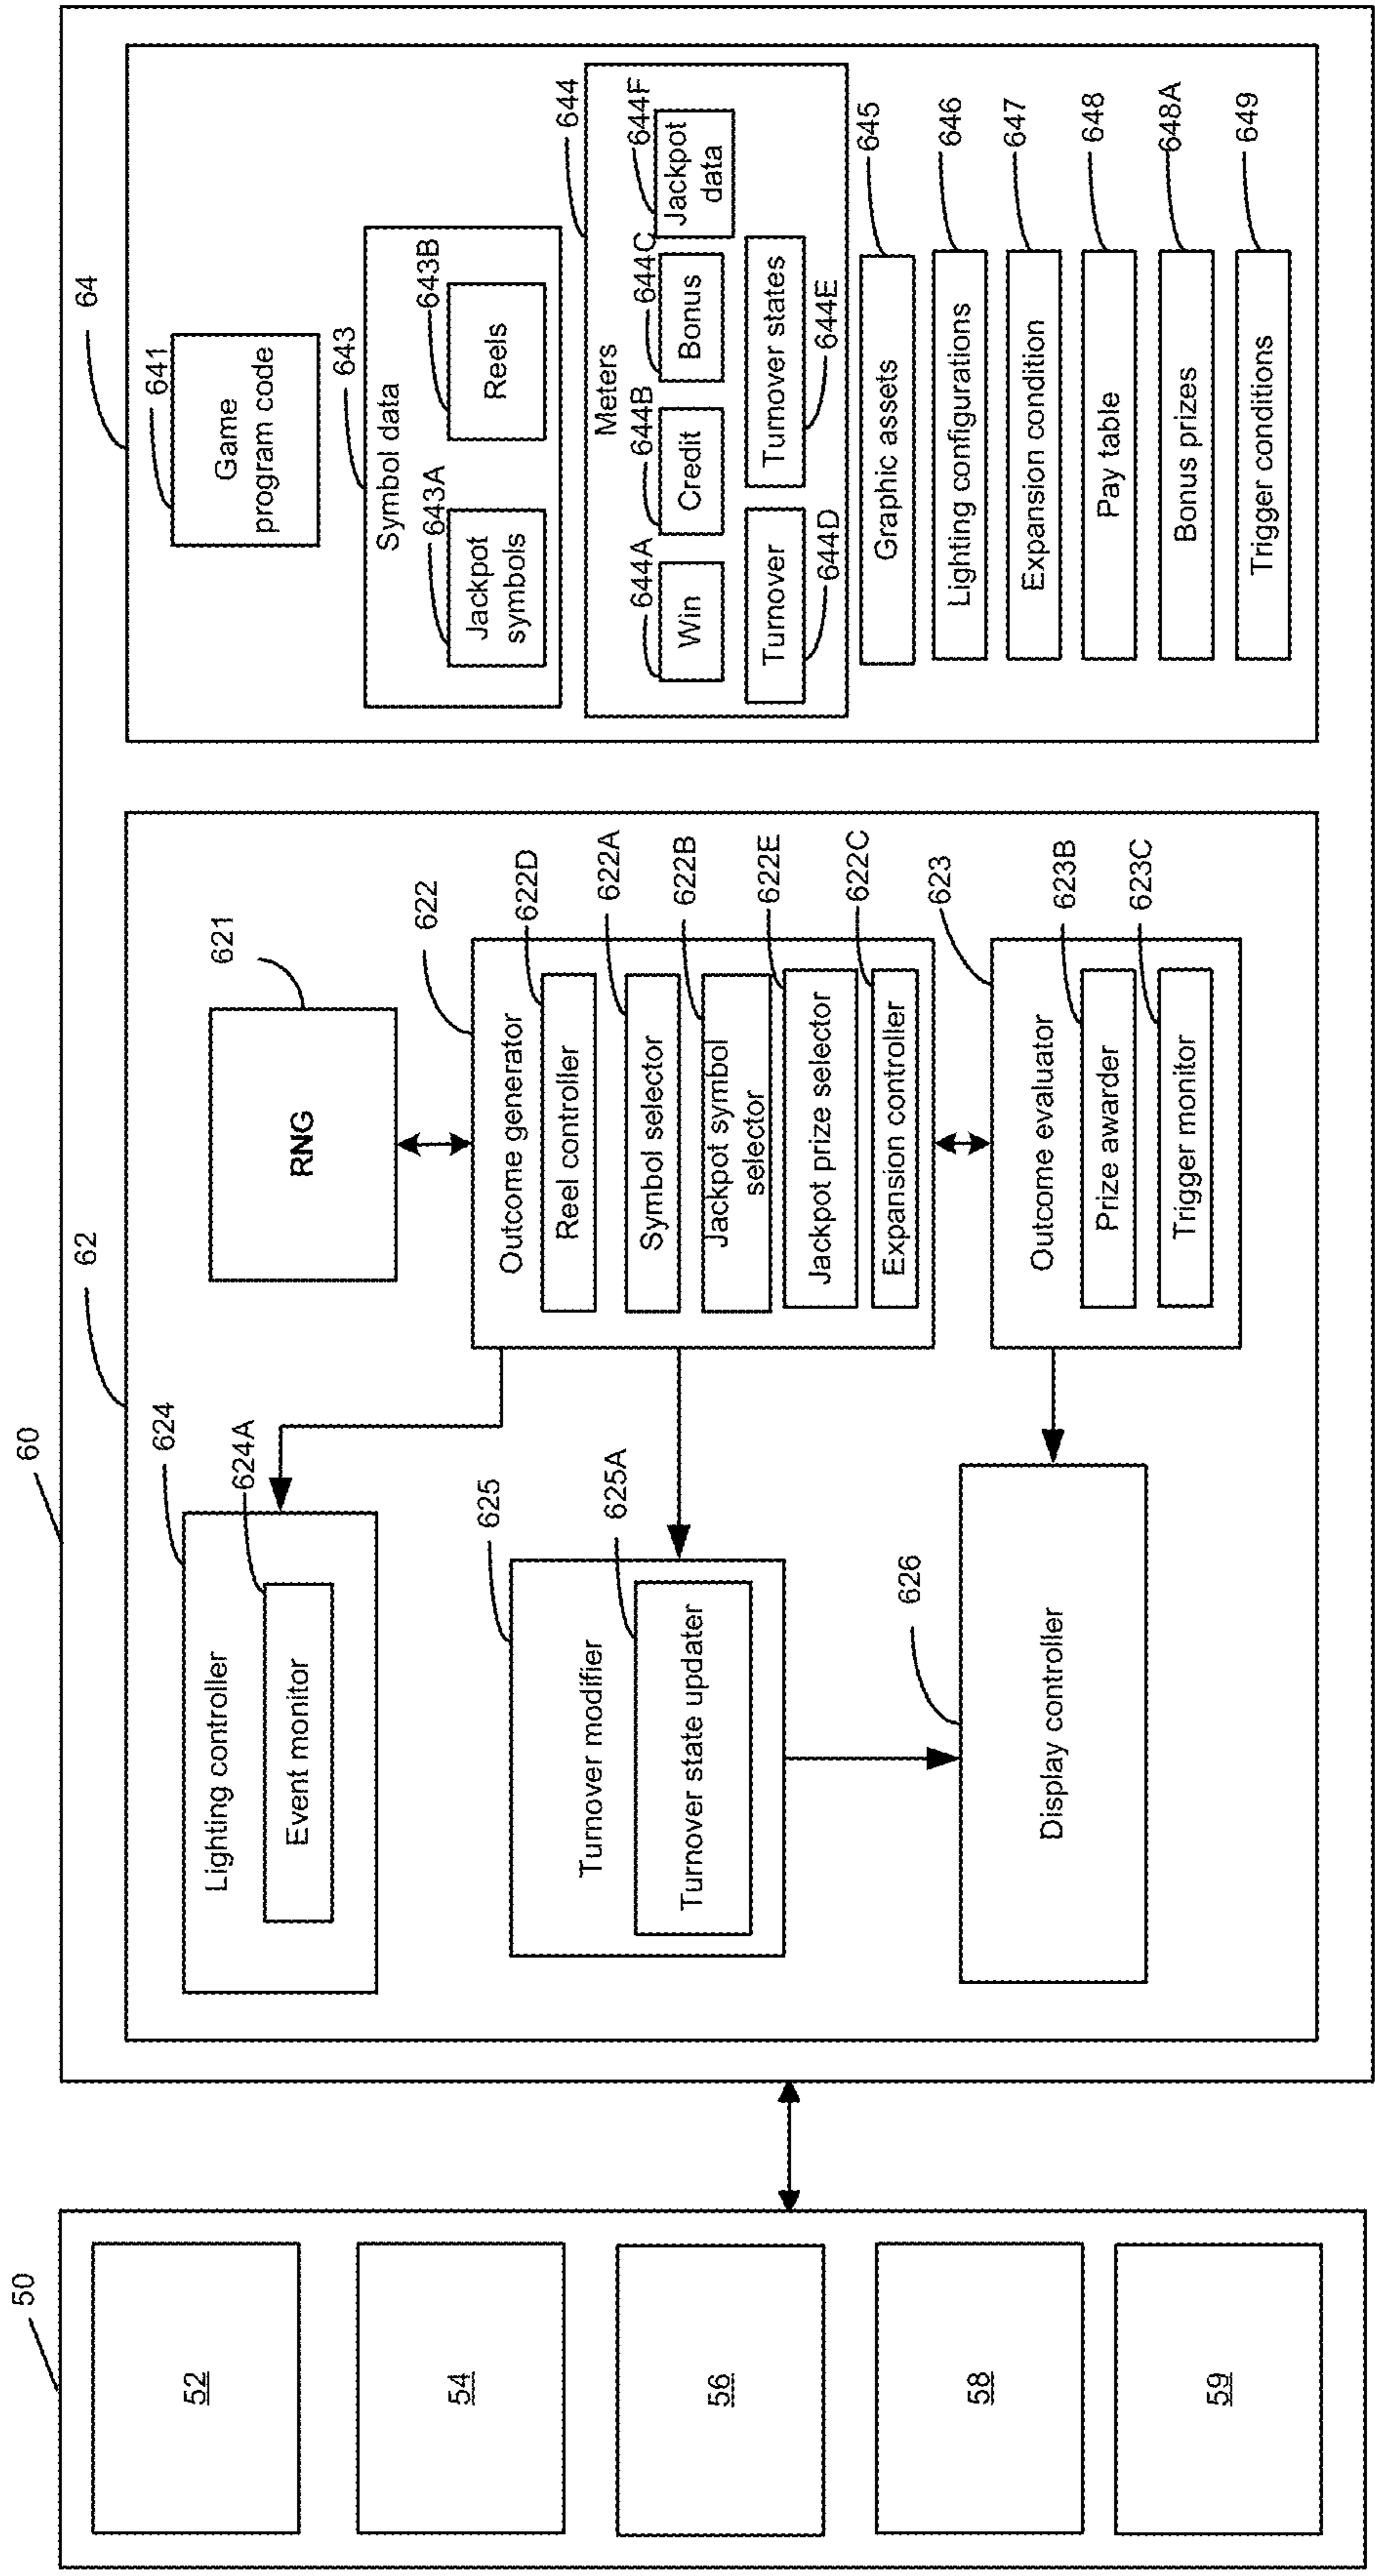 60
50
52
54
56
58
59
62
624
Lighting controller
624A
Event monitor
625
Turnover modifier
625A
Turnover state updater
626
Display controller
621
RNG
622
Outcome generator
622D
Reel controller
622A
Symbol selector
622B
Jackpot symbol
selector
622E
Jackpot prize selector
622C
Expansion controller
623
Outcome evaluator
623B
Prize awarder
623C
Trigger monitor
64
641
Game
program code
643
Symbol data
643A
Jackpot
symbols
643B
Reels
644
Meters
644A
Win
644B
Credit
644C
Bonus
644F
Jackpot
data
Turnover
644D
Turnover states
644E
Graphic assets
645
Lighting configurations
646
Expansion condition
647
Pay table
648
Bonus prizes
648A
Trigger conditions
649